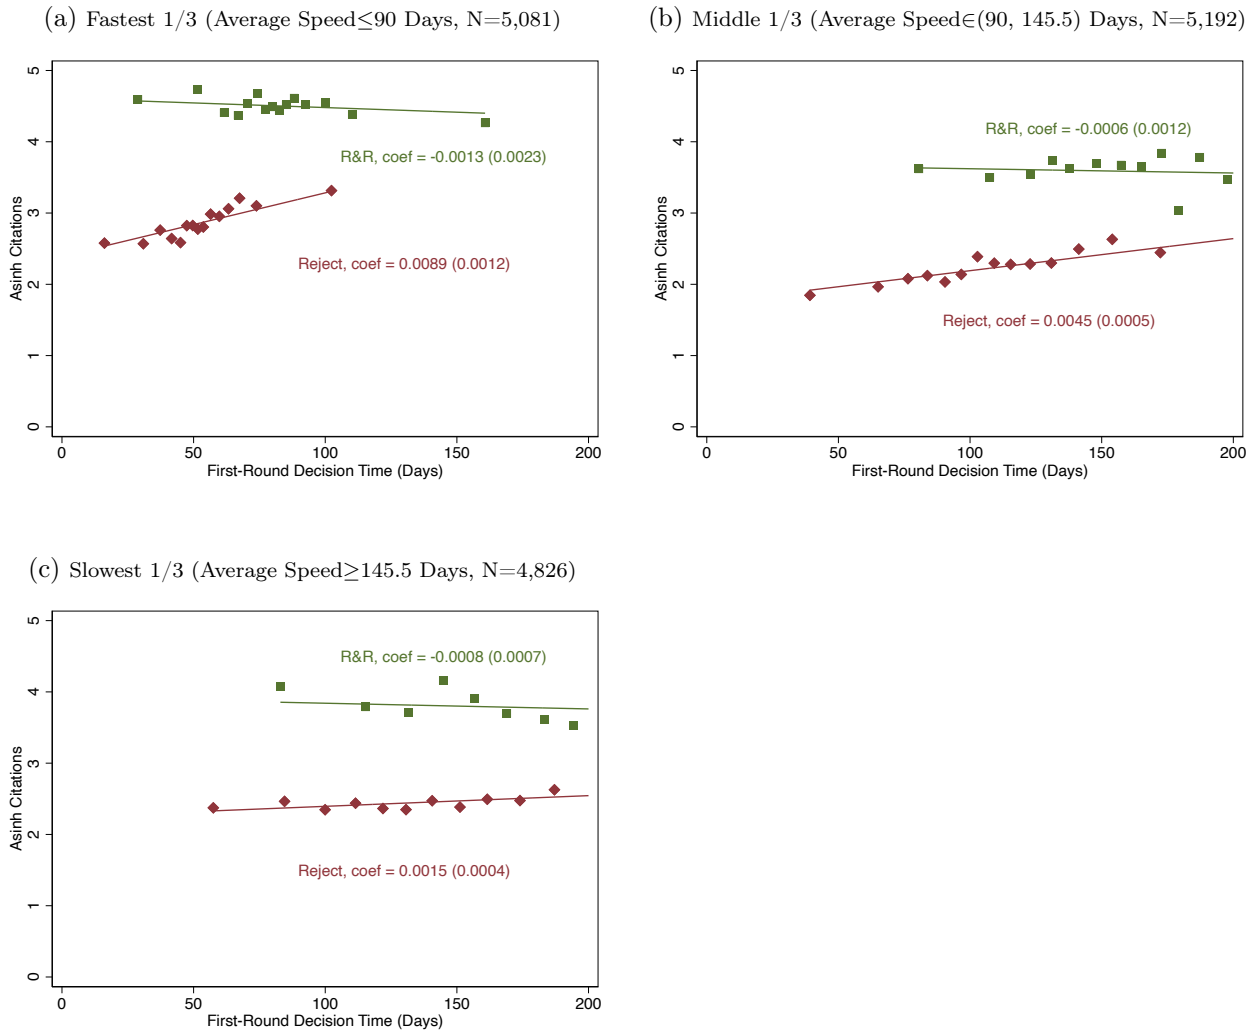 (a) Fastest 1/3 (Average Speed≤90 Days, N=5,081)
5
4
3
2
1
0
Asinh Citations
R&R, coef = -0.0013 (0.0023)
Reject, coef = 0.0089 (0.0012)
0 50 100 150 200
First-Round Decision Time (Days)
(b) Middle 1/3 (Average Speed∈(90, 145.5) Days, N=5,192)
5
4
3
2
1
0
Asinh Citations
R&R, coef = -0.0006 (0.0012)
Reject, coef = 0.0045 (0.0005)
0 50 100 150 200
First-Round Decision Time (Days)
(c) Slowest 1/3 (Average Speed≥145.5 Days, N=4,826)
5
4
3
2
1
0
Asinh Citations
R&R, coef = -0.0008 (0.0007)
Reject, coef = 0.0015 (0.0004)
0 50 100 150 200
First-Round Decision Time (Days)